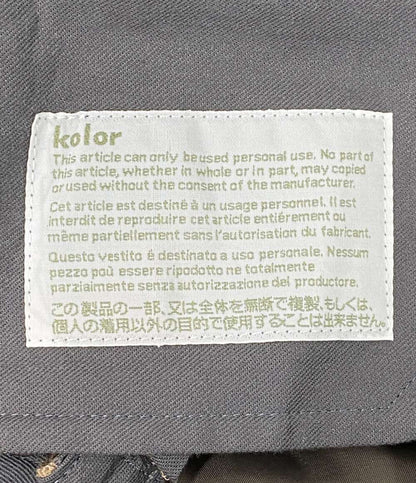 kolor
This article can only be used personal use. No part of
this article, whether in whole or in part, may copied
or used without the consent of the manufacturer.
Cet article est destiné à un usage personnel. Il est
interdit de reproduire cet article entiérement ou
même partiellement sans l'autorisation du fabricant.
Questo vestito é destinato a uso personale. Nessun
pezzo può essere ripodotto ne totalmente
parziaimente senza autorizzazione del produttore.
この製品の一部、又は全体を無断で複製、もしくは、
個人の着用以外の目的で使用することは出来ません。